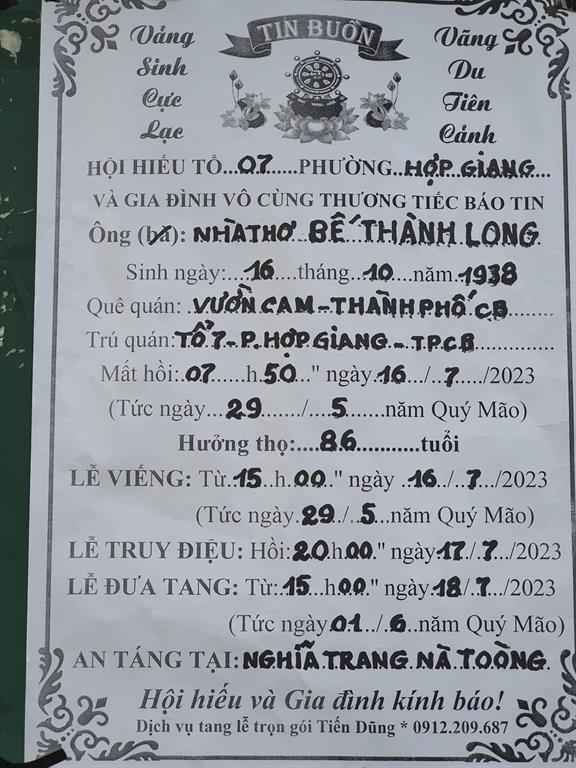 TIN BUỒN
Vãng
Sinh
Cực
Lạc
Vãng
Du
Tiên
Cảnh
HỘI HIẾU TỔ...07......PHƯỜNG..HỢP GIANG...
VÀ GIA ĐÌNH VÔ CÙNG THƯƠNG TIẾC BÁO TIN
Ông (bà): NHÀ THƠ BẾ THÀNH LONG
Sinh ngày:...16....tháng..10...năm.1938
Quê quán: .VƯỜN CAM - THÀNH PHỐ CB.........
Trú quán: TỔ 7 - P. HỢP GIANG - TPCB..............
Mất hồi:.07......h.50..." ngày.16.../..7...../2023
(Tức ngày...29......./....5.....năm Quý Mão)
Hưởng thọ:....86...........tuổi
LỄ VIẾNG: Từ.15..h.00.." ngày ..16../..7.../2023
(Tức ngày.29./..5...năm Quý Mão)
LỄ TRUY ĐIỆU: Hồi:20h00." ngày17./.7.../2023
LỄ ĐƯA TANG: Từ:.15...h00." ngày.18/.7.../2023
(Tức ngày01../.6..năm Quý Mão)
AN TÁNG TẠI: NGHĨA TRANG NÀ TOÒNG.
Hội hiếu và Gia đình kính báo!
Dịch vụ tang lễ trọn gói Tiến Dũng * 0912.209.687